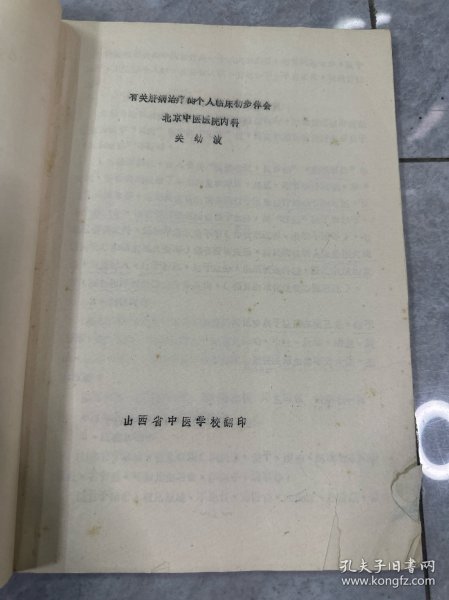 有关肝病治疗的个人临床初步体会
北京中医医院内科
关幼波
山西省中医学校翻印
孔夫子旧书网
www.kongfz.com